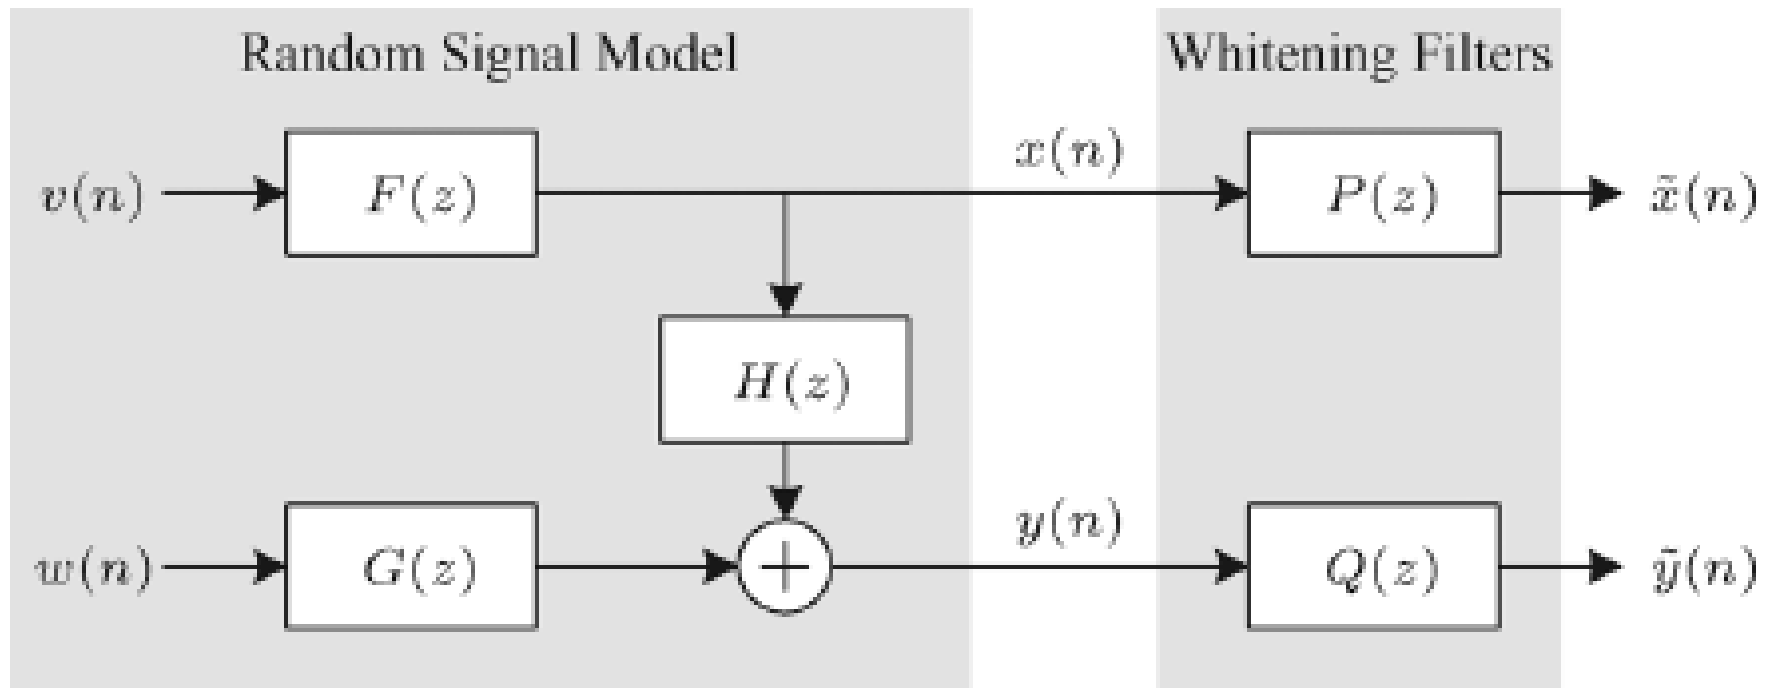 Random Signal Model
Whitening Filters
v(n)
F(z)
x(n)
P(z)
x̃(n)
H(z)
w(n)
G(z)
+
y(n)
Q(z)
ỹ(n)